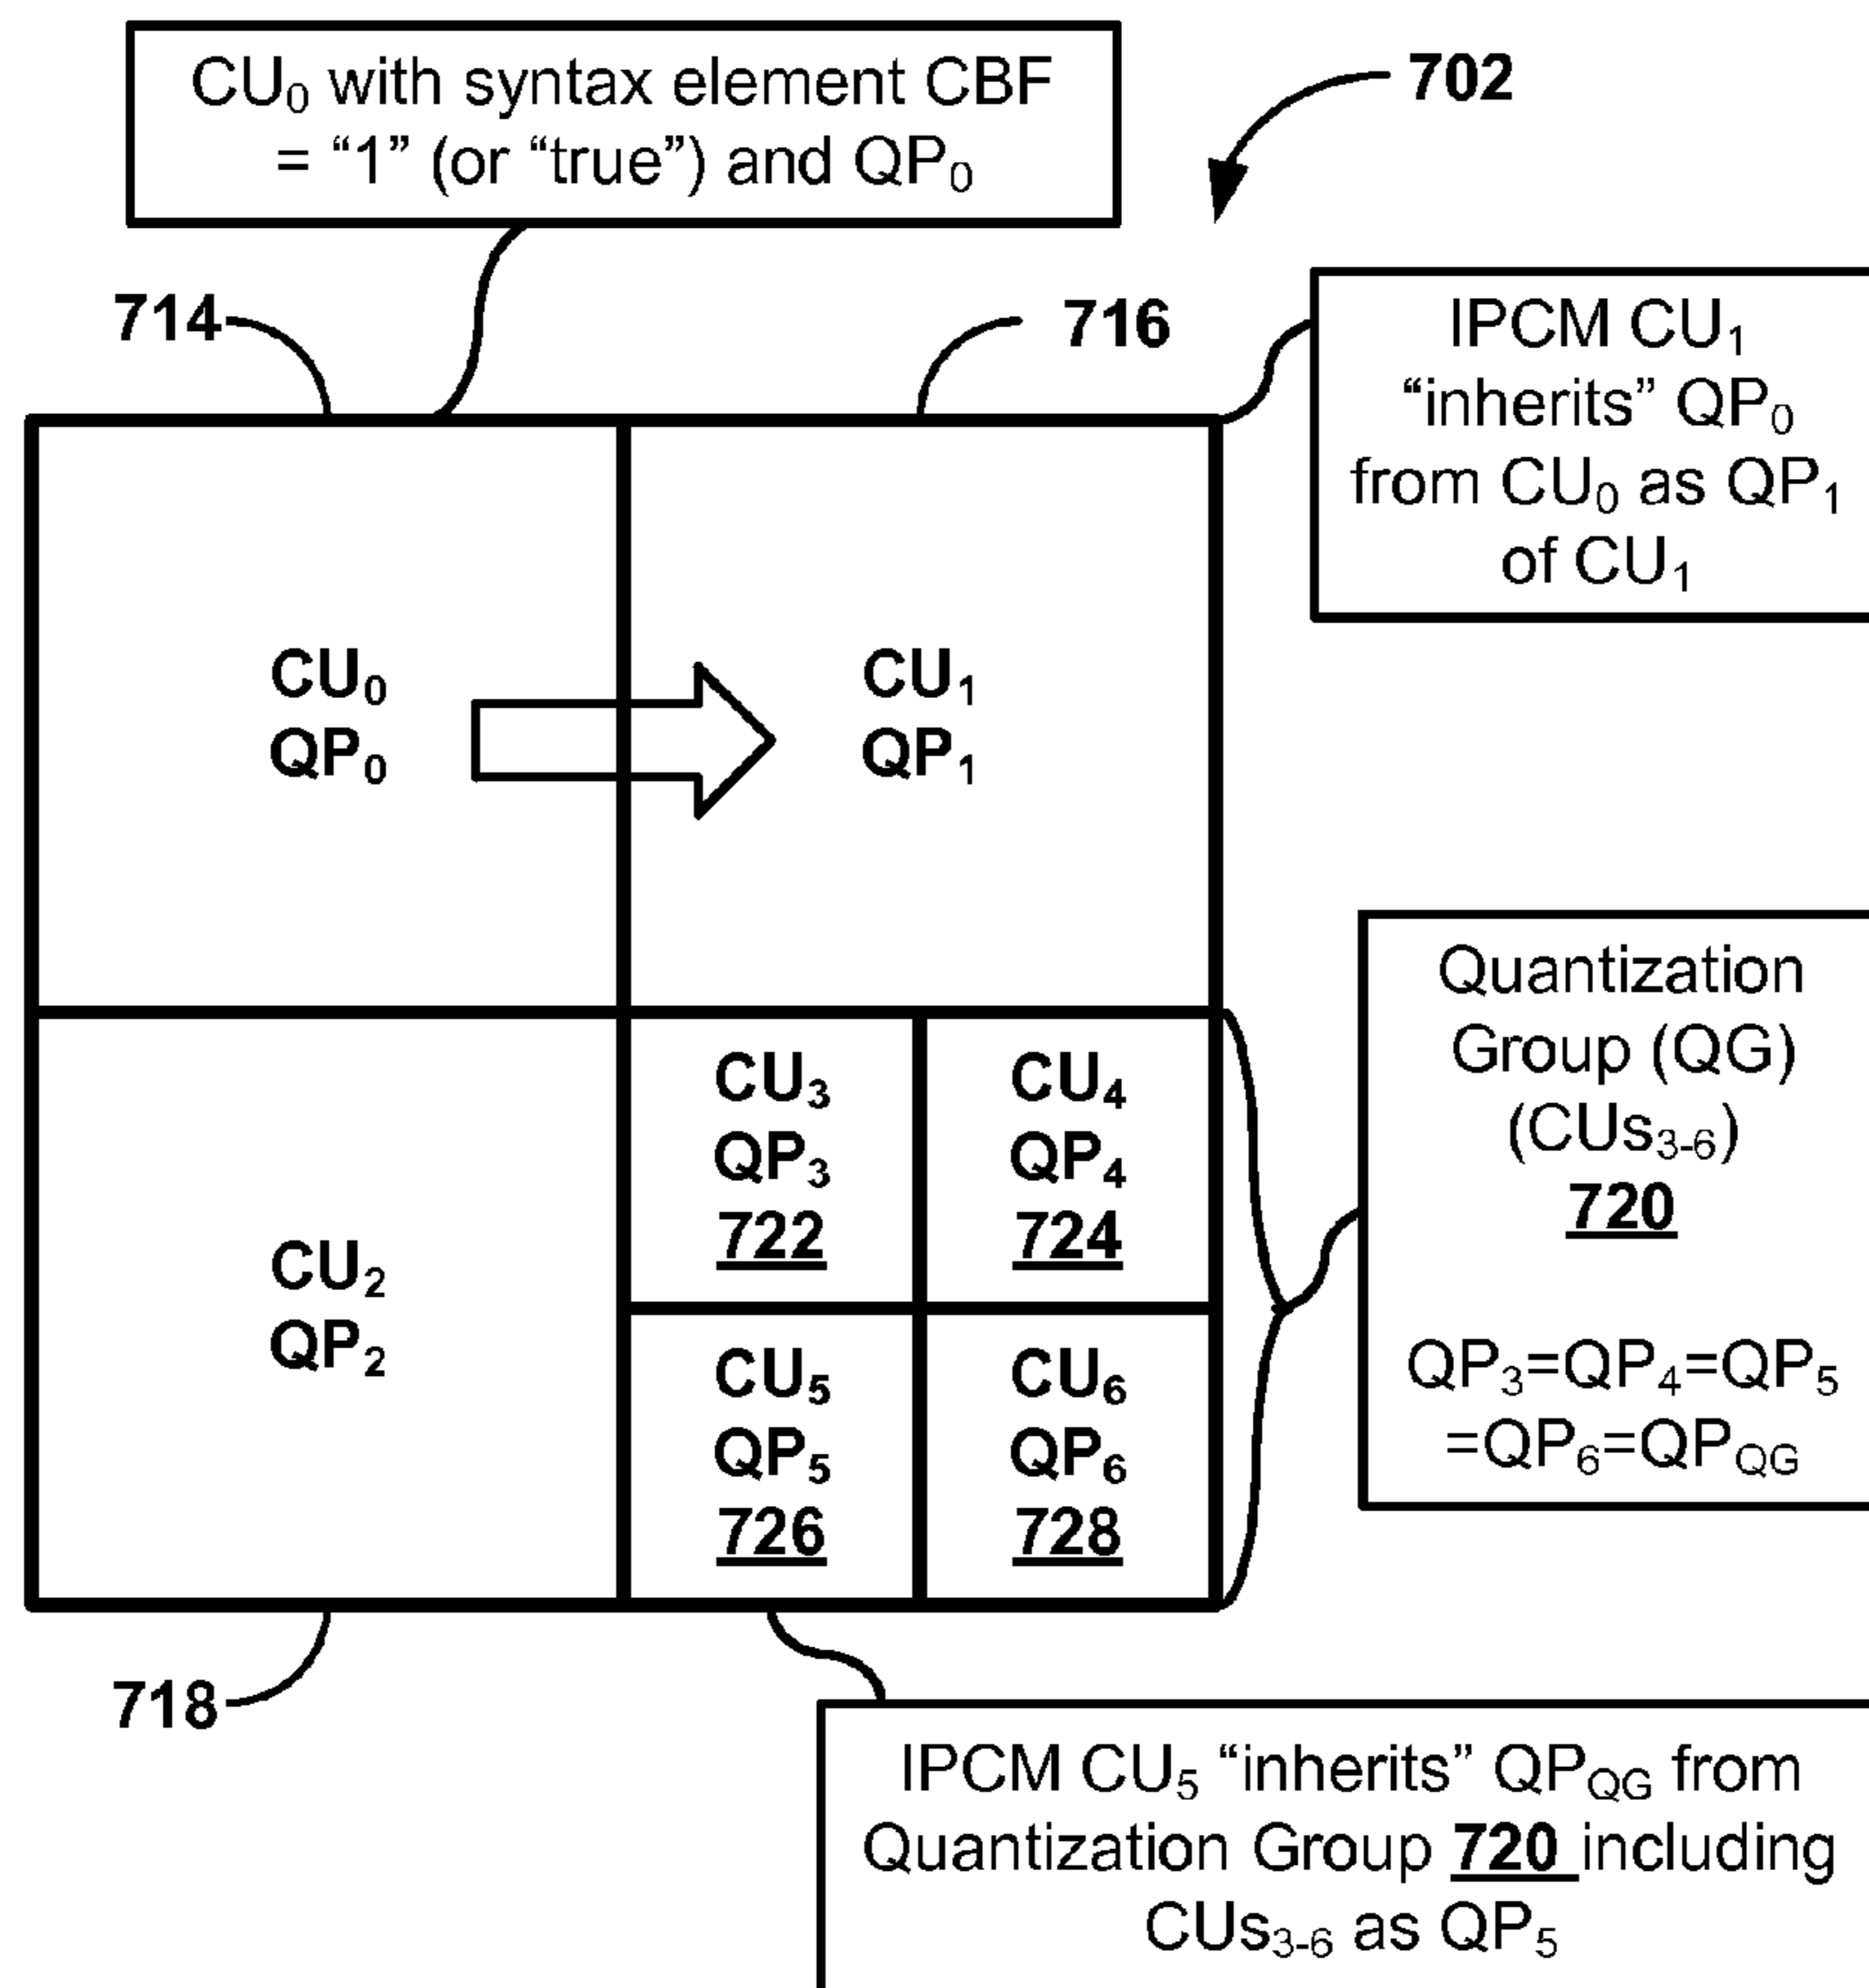 CU₀ with syntax element CBF
= “1” (or “true”) and QP₀
702
714
716
IPCM CU₁
“inherits” QP₀
from CU₀ as QP₁
of CU₁
CU₀
QP₀
CU₁
QP₁
Quantization
Group (QG)
(CUs₃₋₆)
720
QP₃=QP₄=QP₅
=QP₆=QP_QG
CU₂
QP₂
CU₃
QP₃
722
CU₄
QP₄
724
CU₅
QP₅
726
CU₆
QP₆
728
718
IPCM CU₅ “inherits” QP_QG from
Quantization Group 720 including
CUs₃₋₆ as QP₅